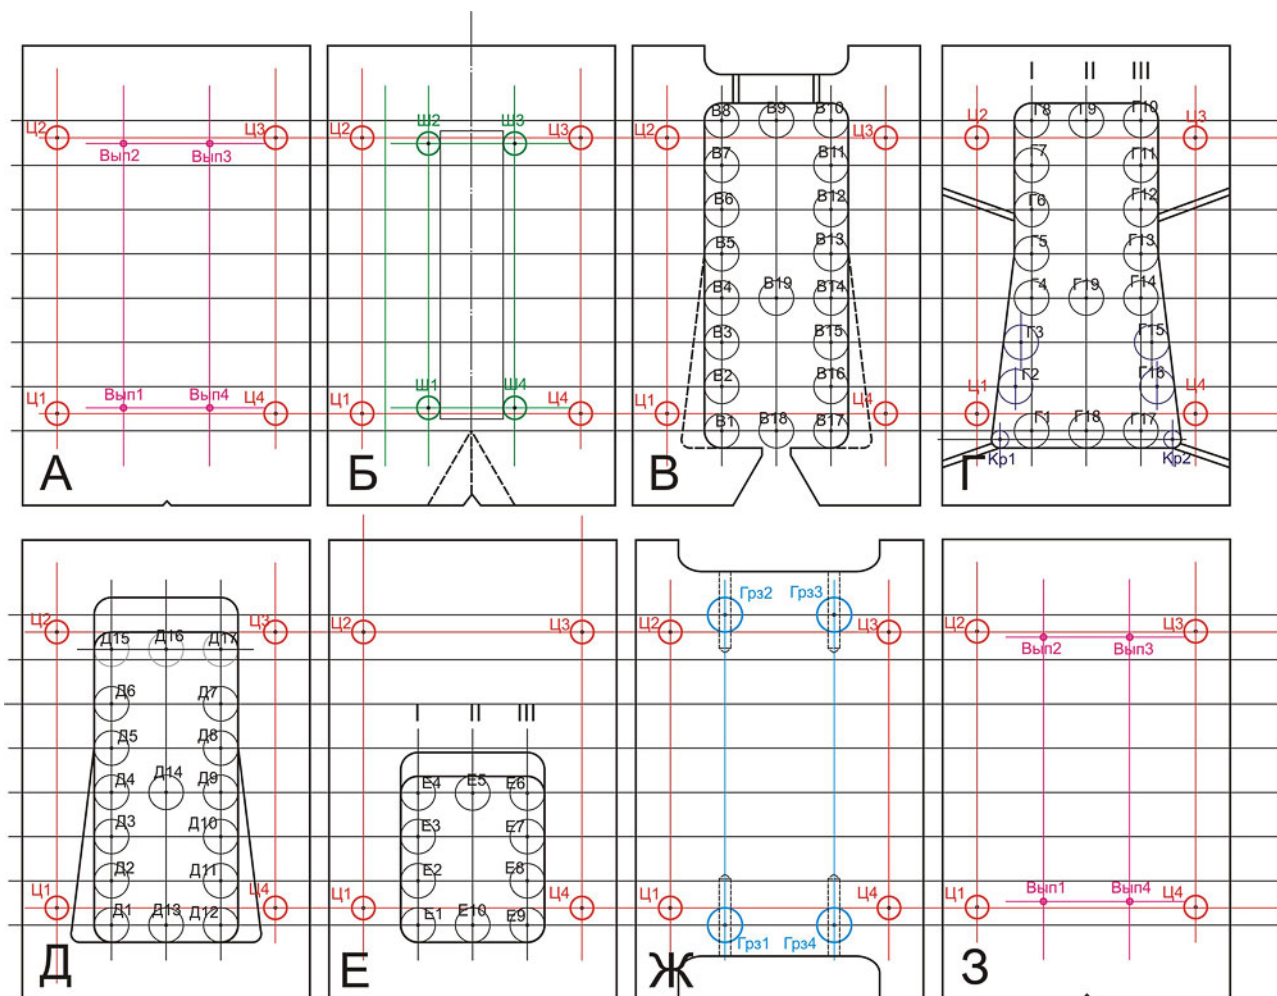 I II III
Ш2 Ш3 В8 В9 В10 Г8 Г9 Г10
Ц2 Ц3 Ц2 Ц3 Ц2 Ц3 Ц2 Ц3
Вып2 Вып3 В7 В11 Г7 Г11
В6 В12 Г6 Г12
В5 В13 Г5 Г13
В4 В19 В14 Г4 Г19 Г14
В3 В15 Г3 Г15
В2 В16 Г2 Г16
Ц1 Вып1 Вып4 Ц4 Ц1 Ш1 Ш4 Ц4 Ц1 Ц4 Ц1 Ц4
В1 В18 В17 Г1 Г18 Г17
Кр1 Кр2
А Б В Г
Грз2 Грз3
Ц2 Ц3 Ц2 Ц3 Ц2 Ц3 Ц2 Ц3
Д15 Д16 Д17 Вып2 Вып3
Д6 Д7
I II III
Д5 Д8
Д4 Д14 Д9 Е4 Е5 Е6
Д3 Д10 Е3 Е7
Д2 Д11 Е2 Е8
Ц1 Ц4 Ц1 Ц4 Ц1 Ц4 Ц1 Вып1 Вып4 Ц4
Д1 Д13 Д12 Е1 Е10 Е9
Грз1 Грз4
Д Е Ж З